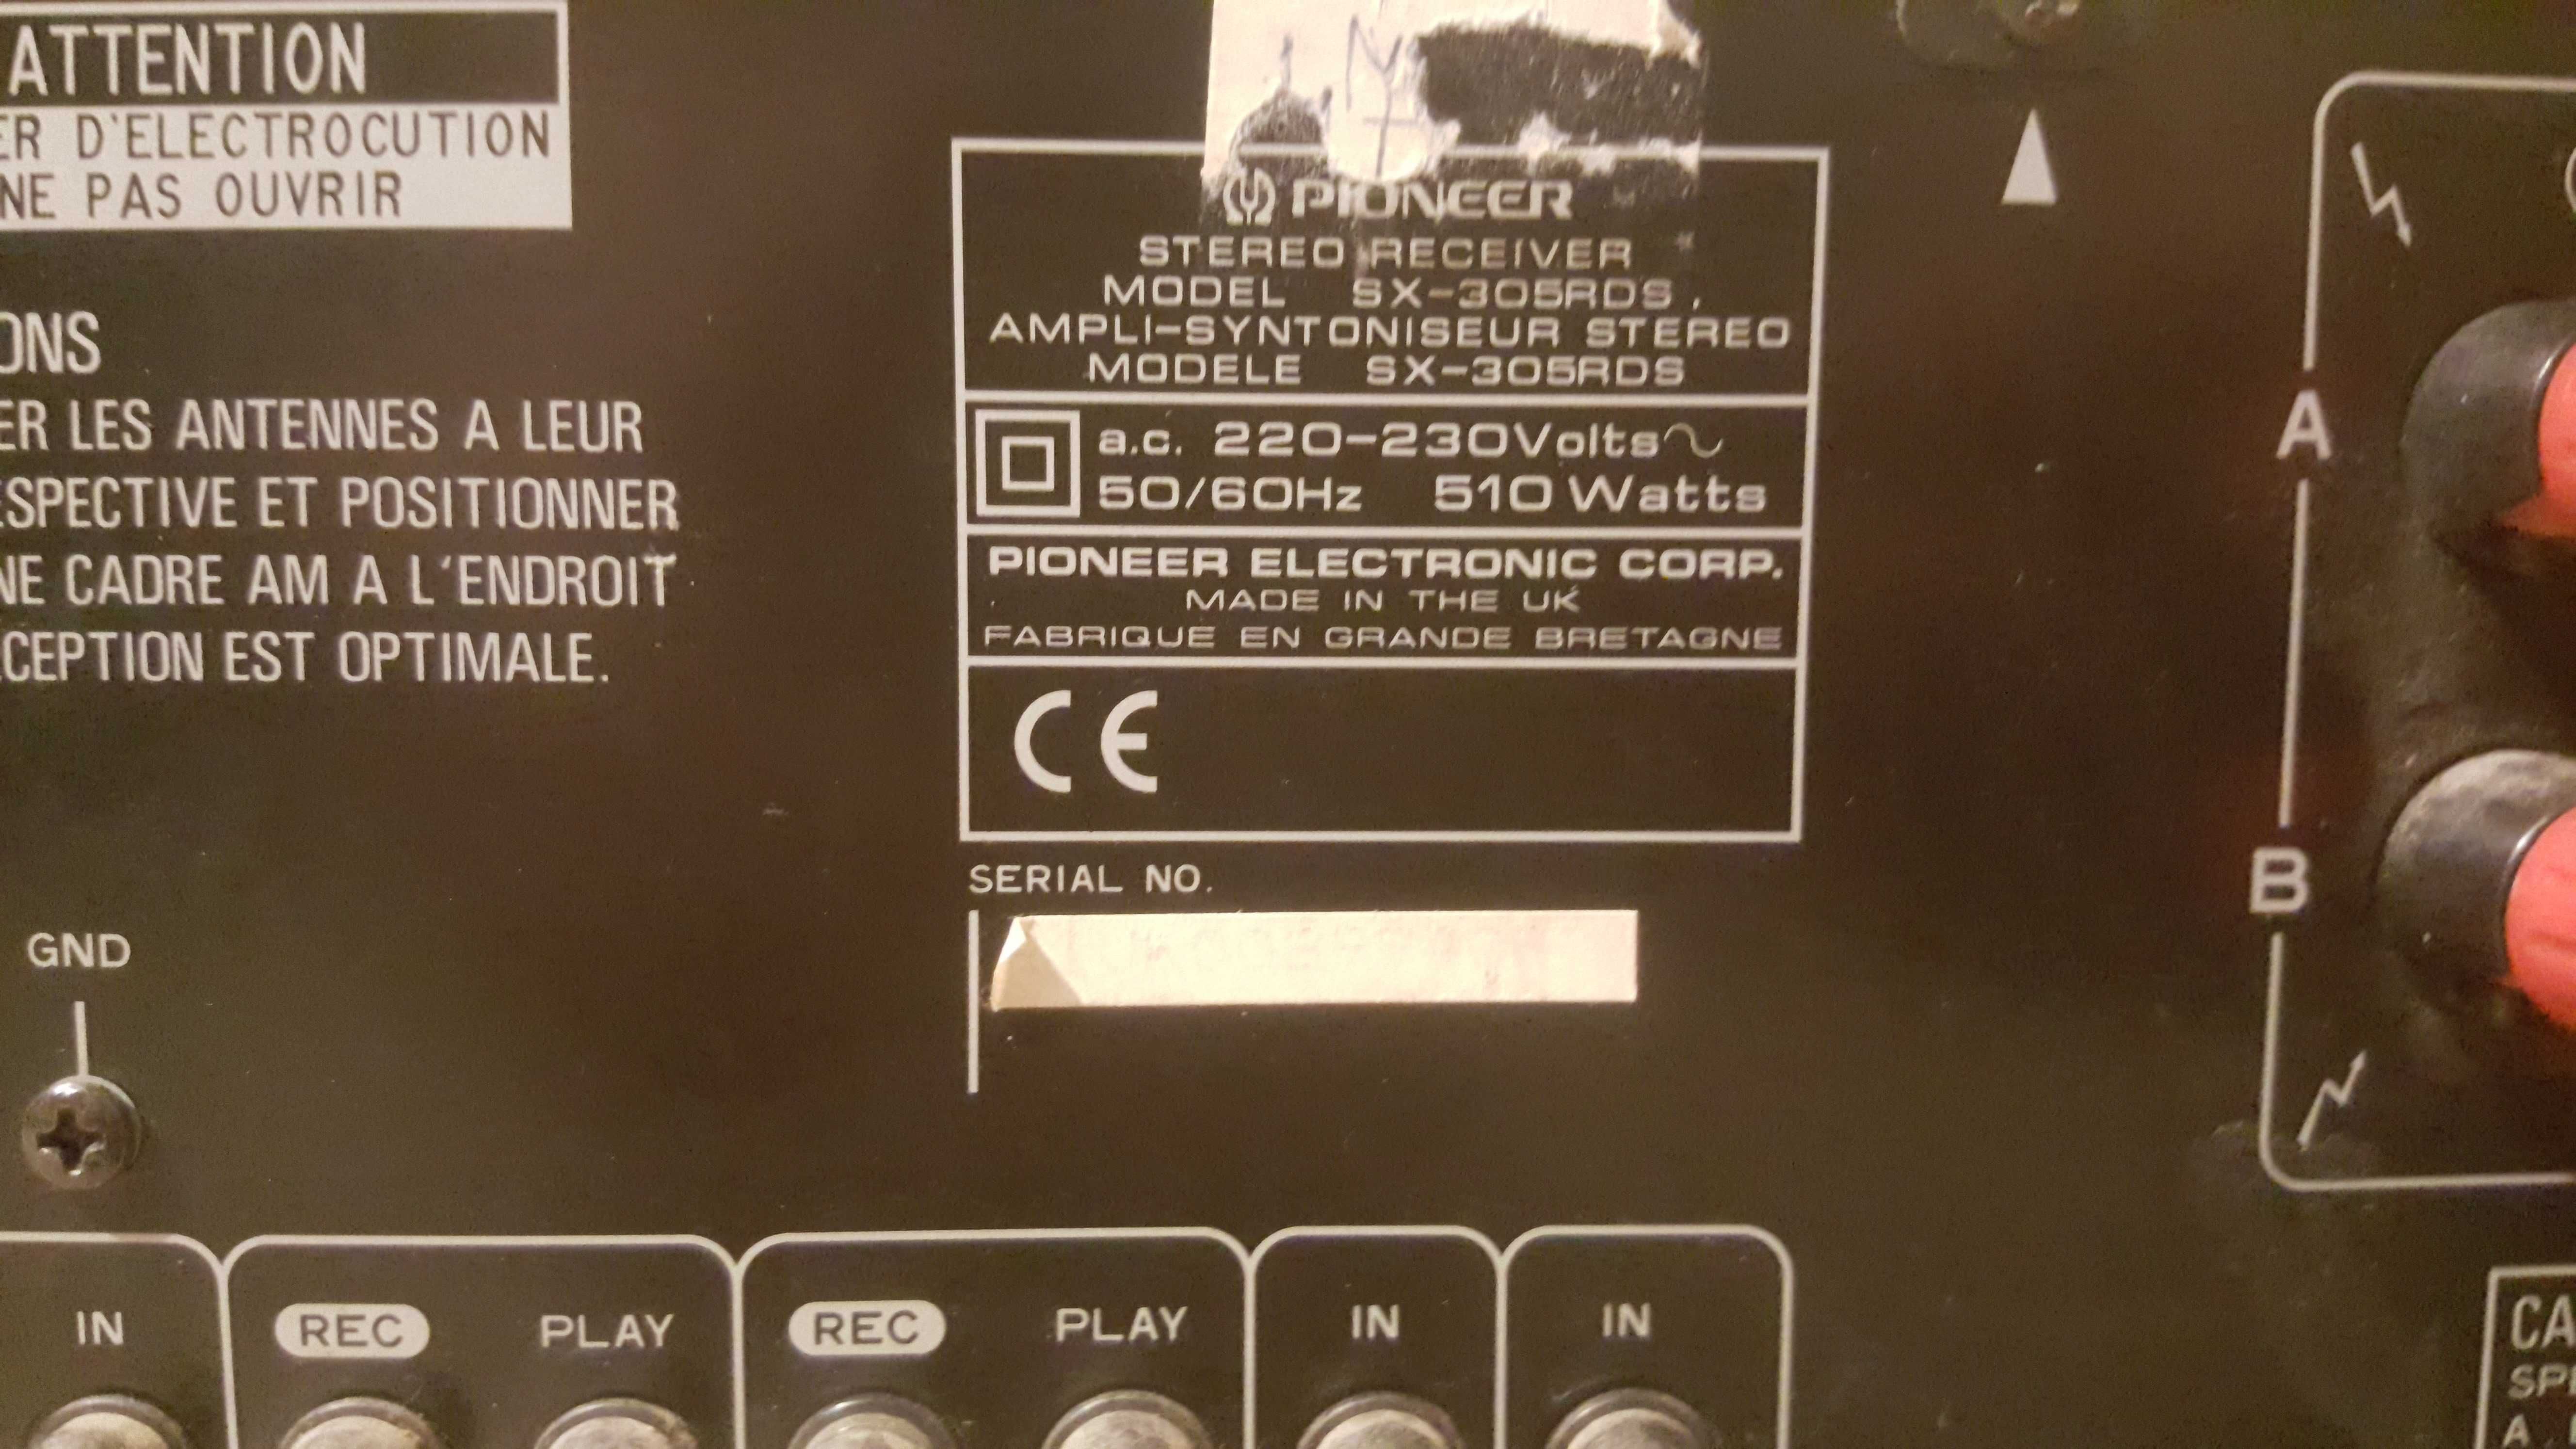 ATTENTION
ER D'ELECTROCUTION
NE PAS OUVRIR
ONS
ER LES ANTENNES A LEUR
ESPECTIVE ET POSITIONNER
NE CADRE AM A L'ENDROIT
CEPTION EST OPTIMALE.
PIONEER
STEREO RECEIVER
MODEL SX-305RDS
AMPLI-SYNTONISEUR STEREO
MODELE SX-305RDS
a.c. 220-230Volts~
50/60Hz 510 Watts
PIONEER ELECTRONIC CORP.
MADE IN THE UK
FABRIQUE EN GRANDE BRETAGNE
CE
SERIAL NO.
A
B
GND
IN REC PLAY REC PLAY IN IN
CA
SPE
A